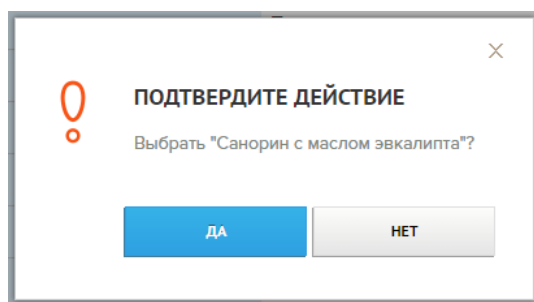 ПОДТВЕРДИТЕ ДЕЙСТВИЕ
Выбрать "Санорин с маслом эвкалипта"?
ДА
НЕТ